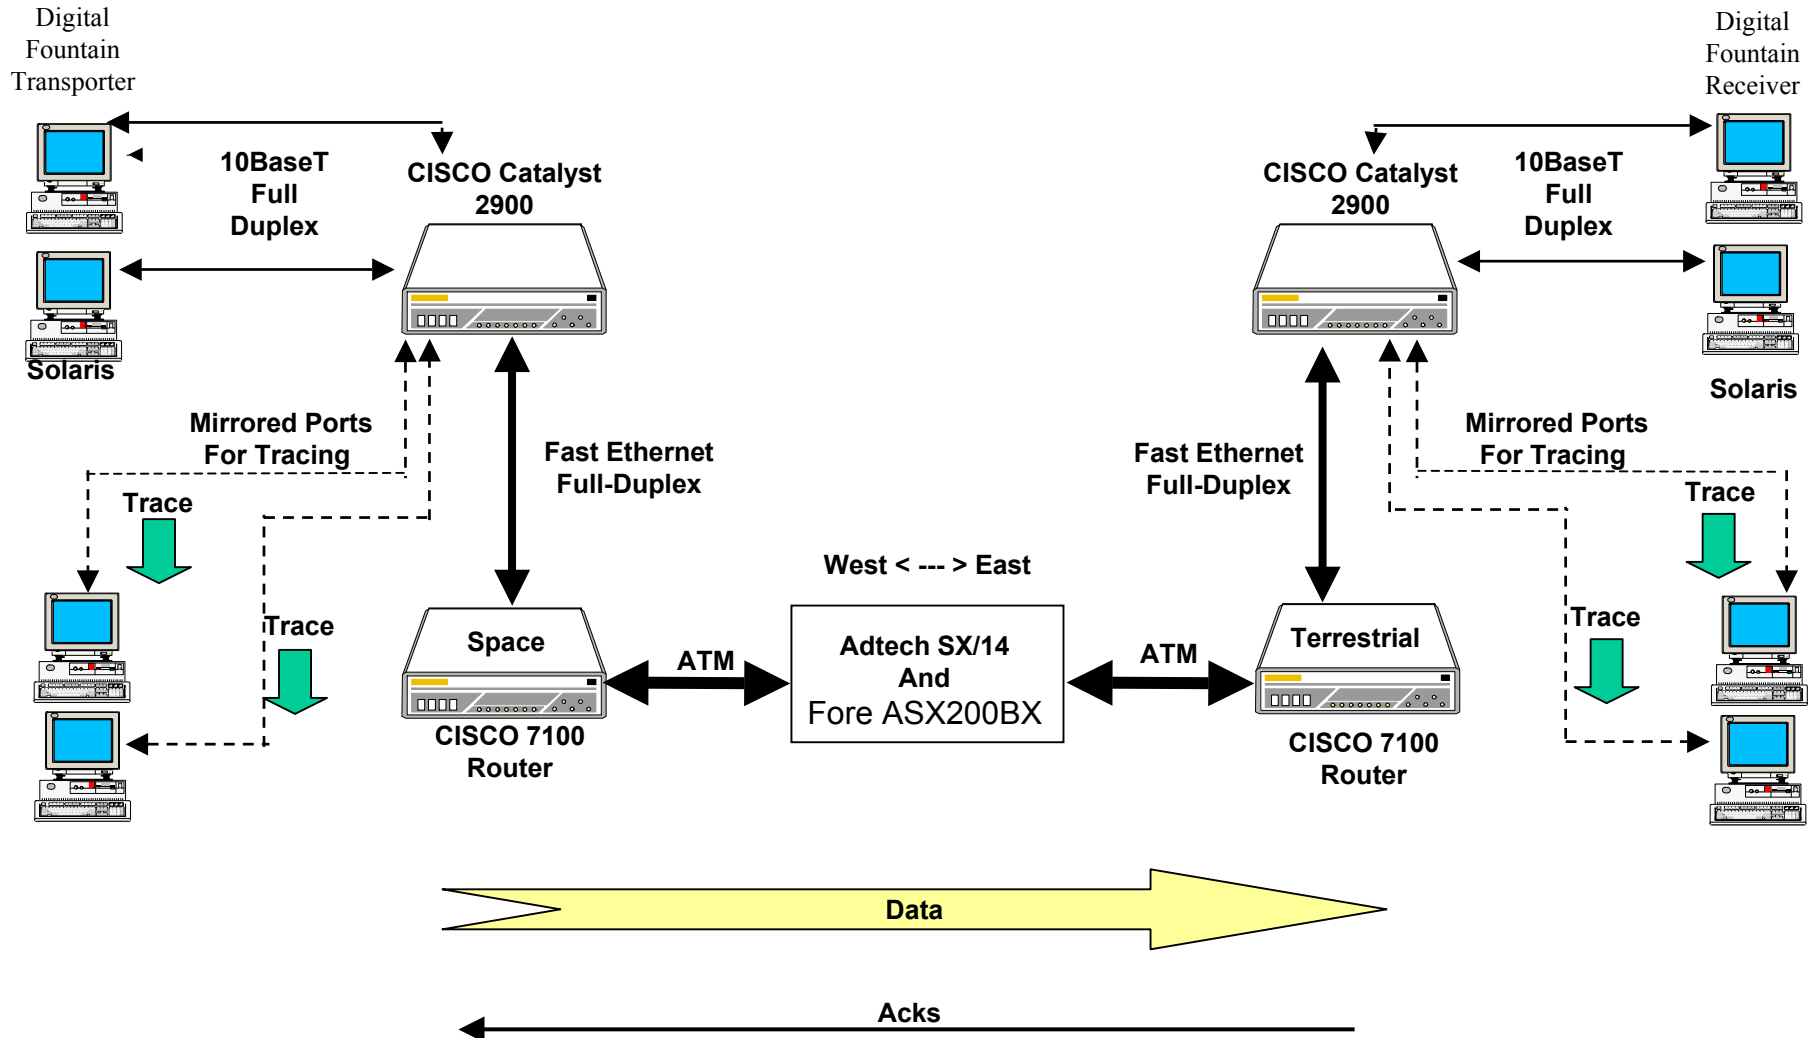 Digital
Fountain
Transporter
Digital
Fountain
Receiver
10BaseT
Full
Duplex
CISCO Catalyst
2900
CISCO Catalyst
2900
10BaseT
Full
Duplex
Solaris
Solaris
Mirrored Ports
For Tracing
Mirrored Ports
For Tracing
Fast Ethernet
Full-Duplex
Fast Ethernet
Full-Duplex
Trace
Trace
West < --- > East
Trace
Trace
Space
ATM
Adtech SX/14
And
Fore ASX200BX
ATM
Terrestrial
CISCO 7100
Router
CISCO 7100
Router
Data
Acks